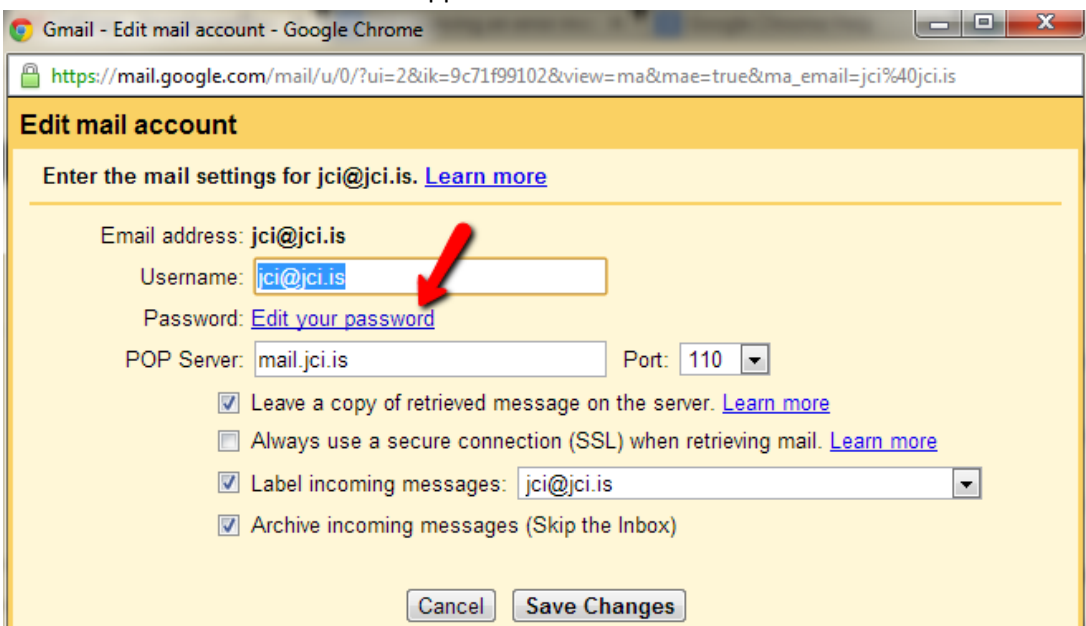 Gmail - Edit mail account - Google Chrome
https://mail.google.com/mail/u/0/?ui=2&ik=9c71f99102&view=ma&mae=true&ma_email=jci%40jci.is
Edit mail account
Enter the mail settings for jci@jci.is. Learn more
Email address: jci@jci.is
Username: jci@jci.is
Password: Edit your password
POP Server: mail.jci.is Port: 110
Leave a copy of retrieved message on the server. Learn more
Always use a secure connection (SSL) when retrieving mail. Learn more
Label incoming messages: jci@jci.is
Archive incoming messages (Skip the Inbox)
Cancel Save Changes